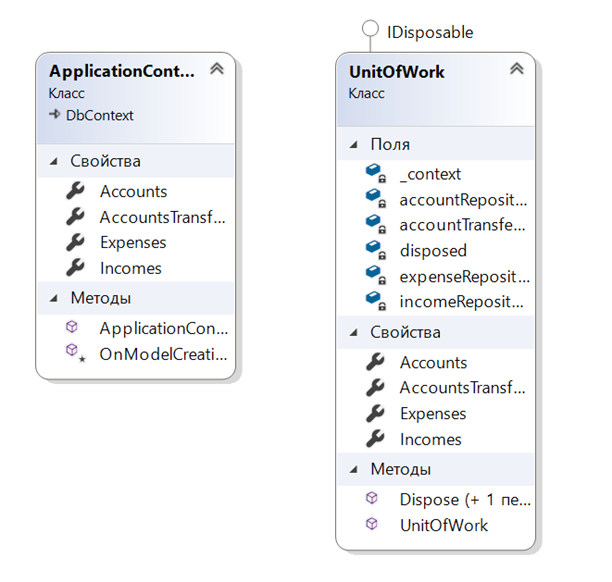 ApplicationCont...
Класс
DbContext
Свойства
Accounts
AccountsTransf...
Expenses
Incomes
Методы
ApplicationCon...
OnModelCreati...
IDisposable
UnitOfWork
Класс
Поля
_context
accountReposit...
accountTransfe...
disposed
expenseReposit...
incomeReposit...
Свойства
Accounts
AccountsTransf...
Expenses
Incomes
Методы
Dispose (+ 1 пе...
UnitOfWork